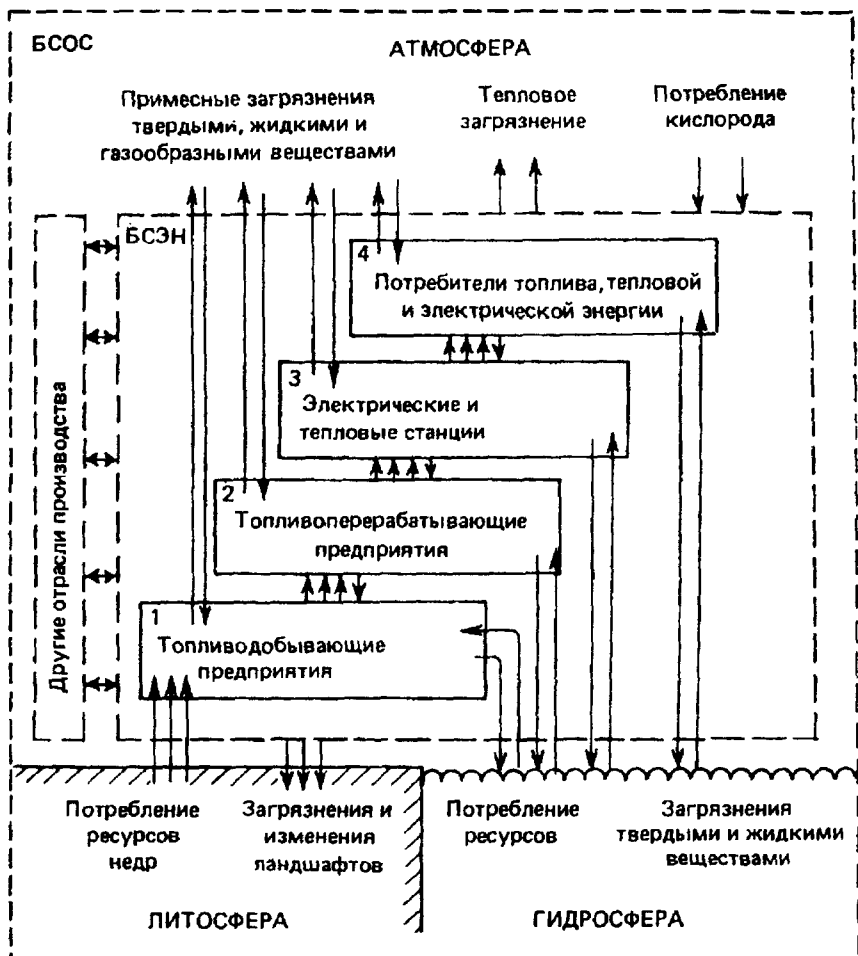 БСОС
АТМОСФЕРА
Примесные загрязнения
твердыми, жидкими и
газообразными веществами
Тепловое
загрязнение
Потребление
кислорода
Другие отрасли производства
БСЭН
4
Потребители топлива, тепловой
и электрической энергии
3
Электрические и
тепловые станции
2
Топливоперерабатывающие
предприятия
1
Топливодобывающие
предприятия
Потребление
ресурсов
недр
Загрязнения и
изменения
ландшафтов
Потребление
ресурсов
Загрязнения
твердыми и жидкими
веществами
ЛИТОСФЕРА
ГИДРОСФЕРА